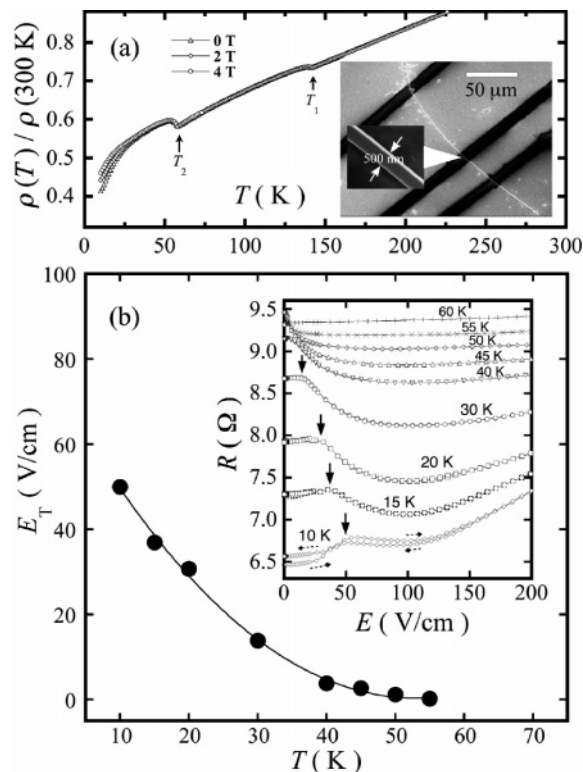 0.8
0.7
0.6
0.5
0.4
ρ(T) / ρ(300 K)
(a)
0 T
2 T
4 T
T1
T2
50 μm
500 nm
T ( K )
0 50 100 150 200 250 300
100
80
60
40
20
0
E_T ( V/cm )
(b)
9.5
9.0
8.5
8.0
7.5
7.0
6.5
R ( Ω )
60 K
55 K
50 K
45 K
40 K
30 K
20 K
15 K
10 K
0 50 100 150 200
E ( V/cm )
10 20 30 40 50 60 70
T ( K )